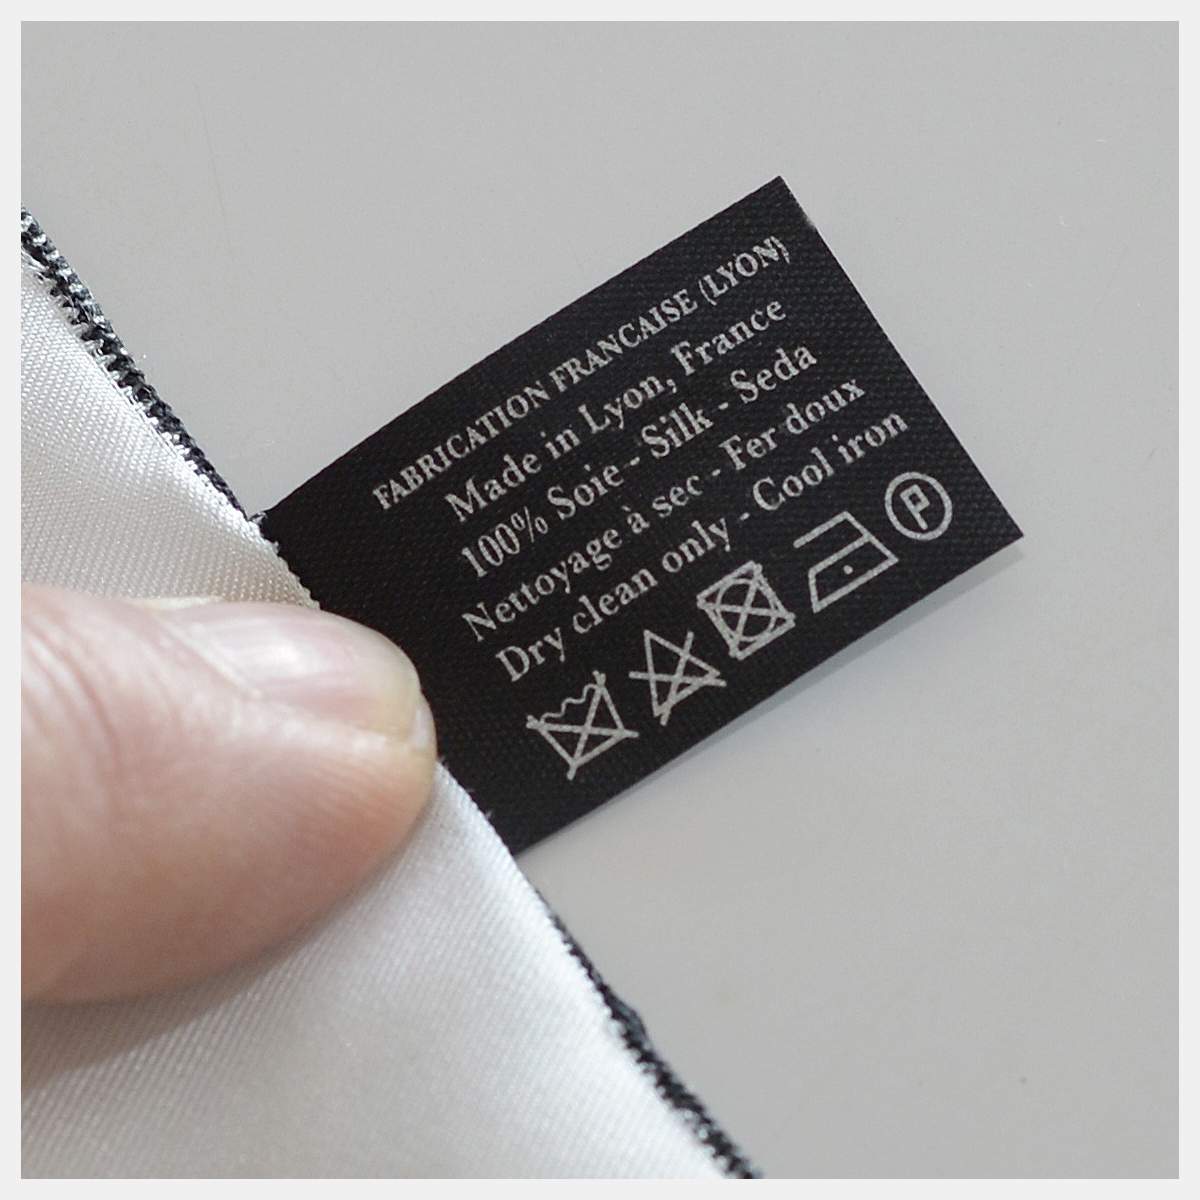 FABRICATION FRANCAISE (LYON)
Made in Lyon, France
100% Soie - Silk - Seda
Nettoyage à sec - Fer doux
Dry clean only - Cool iron
P